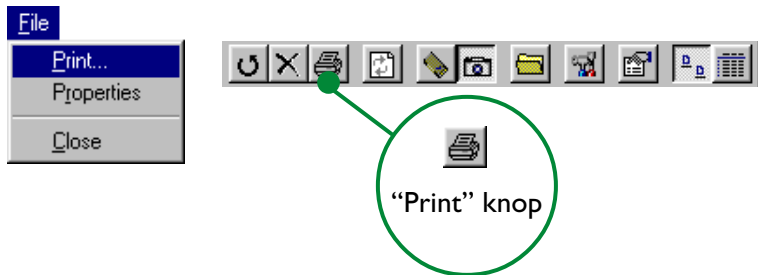 File
Print...
Properties
Close
“Print” knop